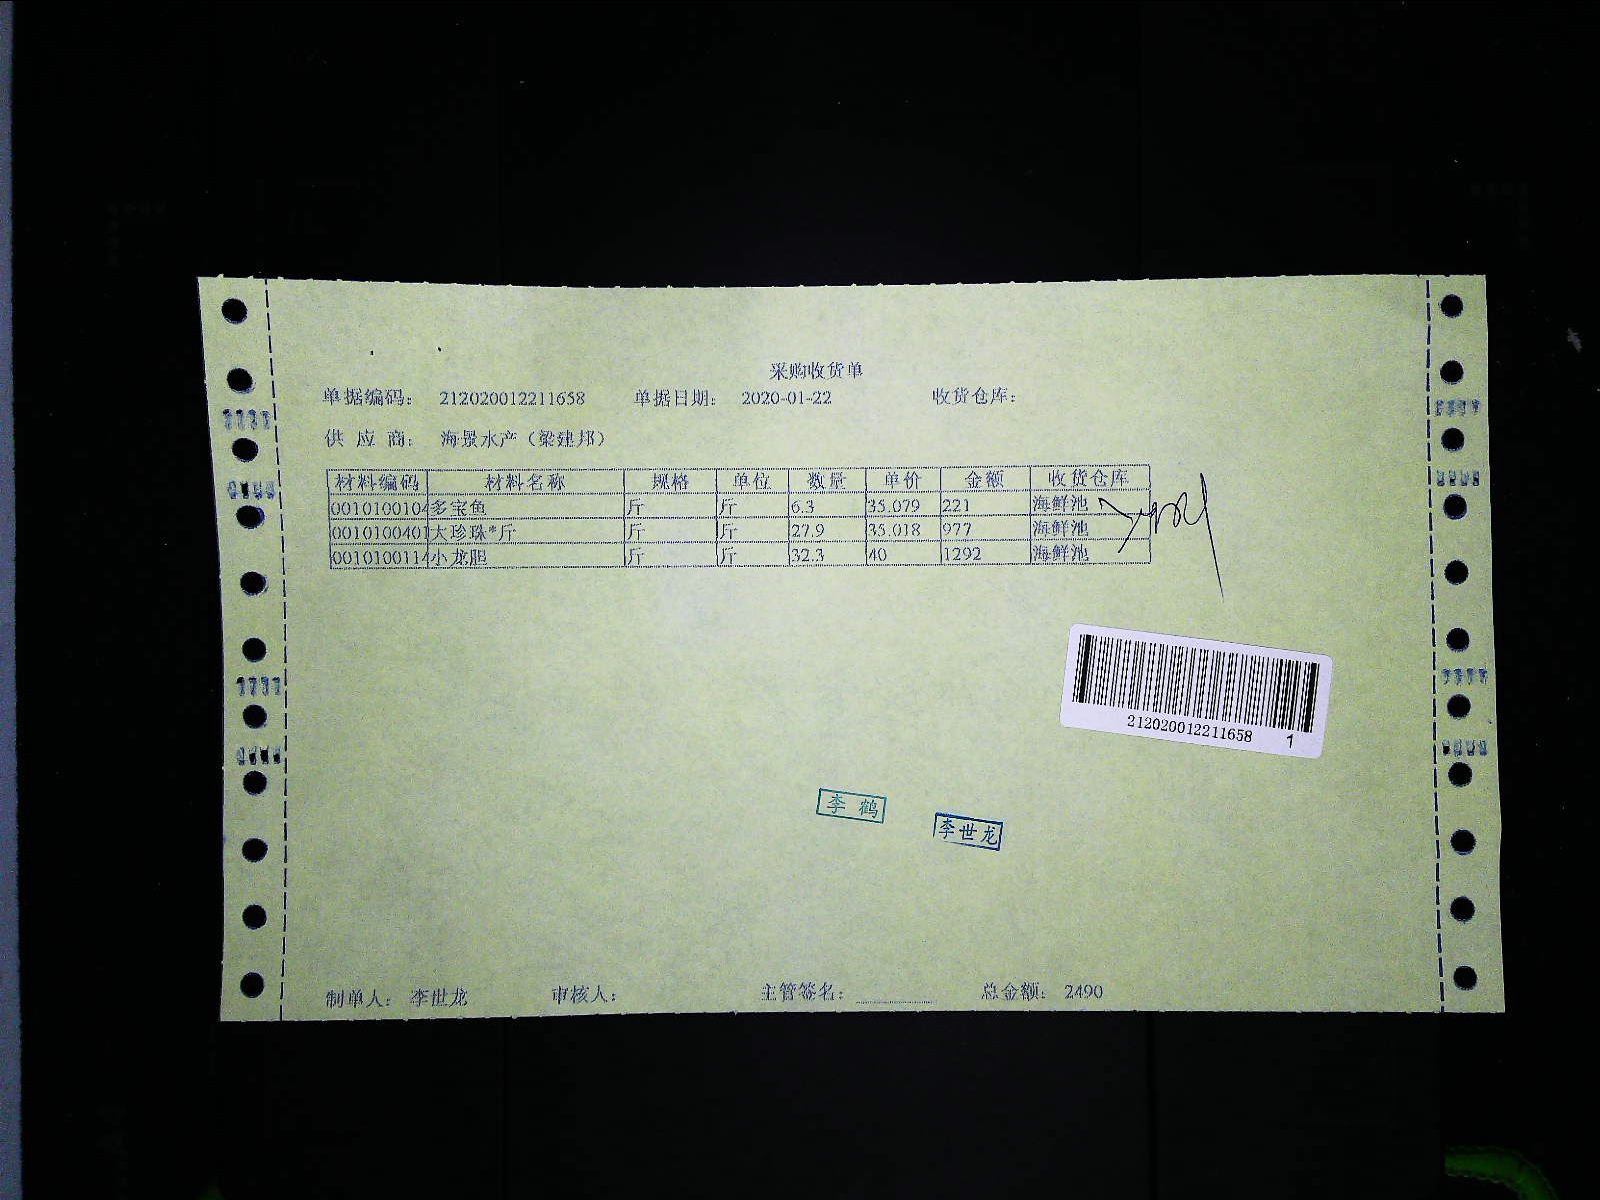 采购收货单
单据编码： 212020012211658 单据日期： 2020-01-22 收货仓库：
供 应 商： 海景水产（梁建邦）
材料编码 材料名称 规格 单位 数量 单价 金额 收货仓库
0010100104 多宝鱼 斤 斤 6.3 35.079 221 海鲜池
0010100401 大珍珠*斤 斤 斤 27.9 35.018 977 海鲜池
0010100114 小龙胆 斤 斤 32.3 40 1292 海鲜池
212020012211658 1
李 鹤
李世龙
制单人： 李世龙 审核人： 主管签名： 总金额： 2490